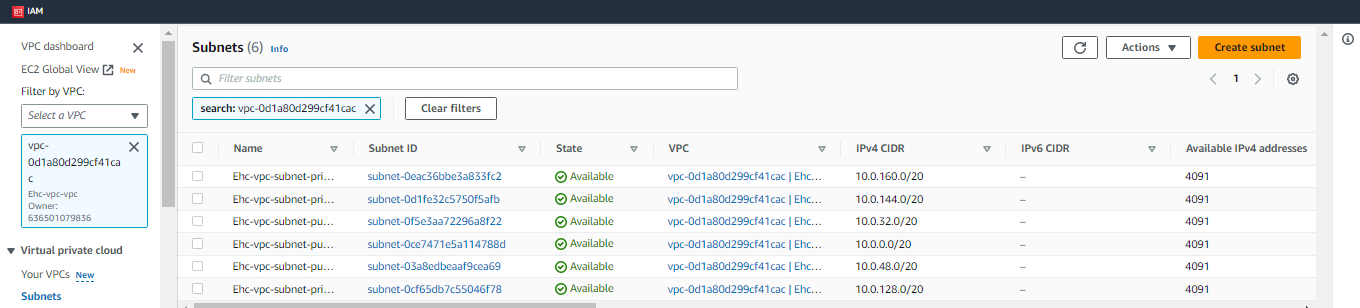 IAM
VPC dashboard
EC2 Global View New
Filter by VPC:
Select a VPC
vpc-
0d1a80d299cf41ca
c
Ehc-vpc-vpc
Owner:
636501079836
Virtual private cloud
Your VPCs New
Subnets
Subnets (6) Info
Actions
Create subnet
Filter subnets
1
search: vpc-0d1a80d299cf41cac
Clear filters
Name Subnet ID State VPC IPv4 CIDR IPv6 CIDR Available IPv4 addresses
Ehc-vpc-subnet-pri... subnet-0eac36bbe3a833fc2 Available vpc-0d1a80d299cf41cac | Ehc... 10.0.160.0/20 – 4091
Ehc-vpc-subnet-pri... subnet-0d1fe32c5750f5afb Available vpc-0d1a80d299cf41cac | Ehc... 10.0.144.0/20 – 4091
Ehc-vpc-subnet-pu... subnet-0f5e3aa72296a8f22 Available vpc-0d1a80d299cf41cac | Ehc... 10.0.32.0/20 – 4091
Ehc-vpc-subnet-pu... subnet-0ce7471e5a114788d Available vpc-0d1a80d299cf41cac | Ehc... 10.0.0.0/20 – 4091
Ehc-vpc-subnet-pu... subnet-03a8edbeaaf9cea69 Available vpc-0d1a80d299cf41cac | Ehc... 10.0.48.0/20 – 4091
Ehc-vpc-subnet-pri... subnet-0cf65db7c55046f78 Available vpc-0d1a80d299cf41cac | Ehc... 10.0.128.0/20 – 4091